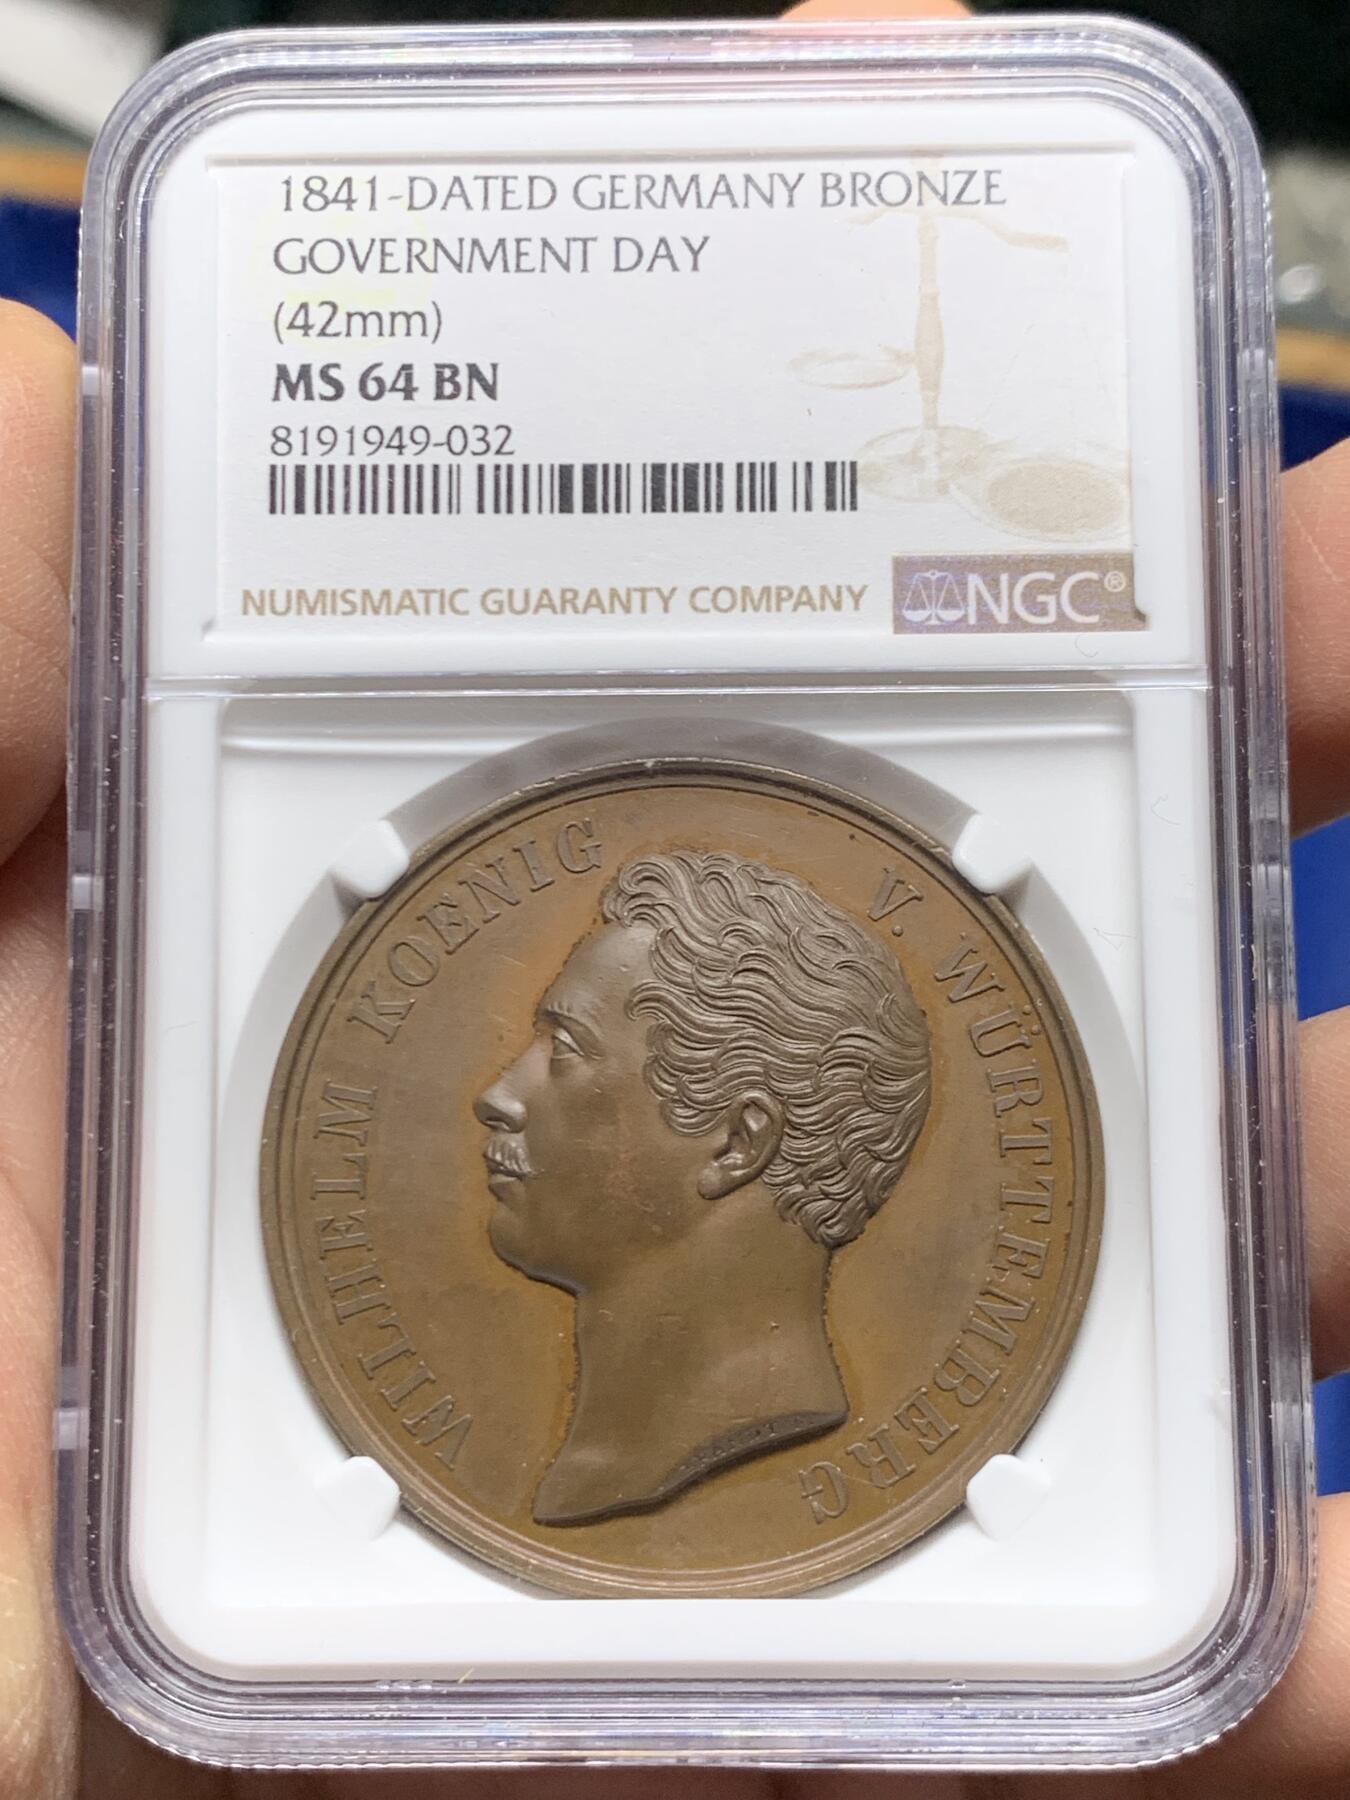 1841-DATED GERMANY BRONZE
GOVERNMENT DAY
(42mm)
MS 64 BN
8191949-032
NUMISMATIC GUARANTY COMPANY
NGC®
WILHELM KOENIG V. WÜRTTEMBERG